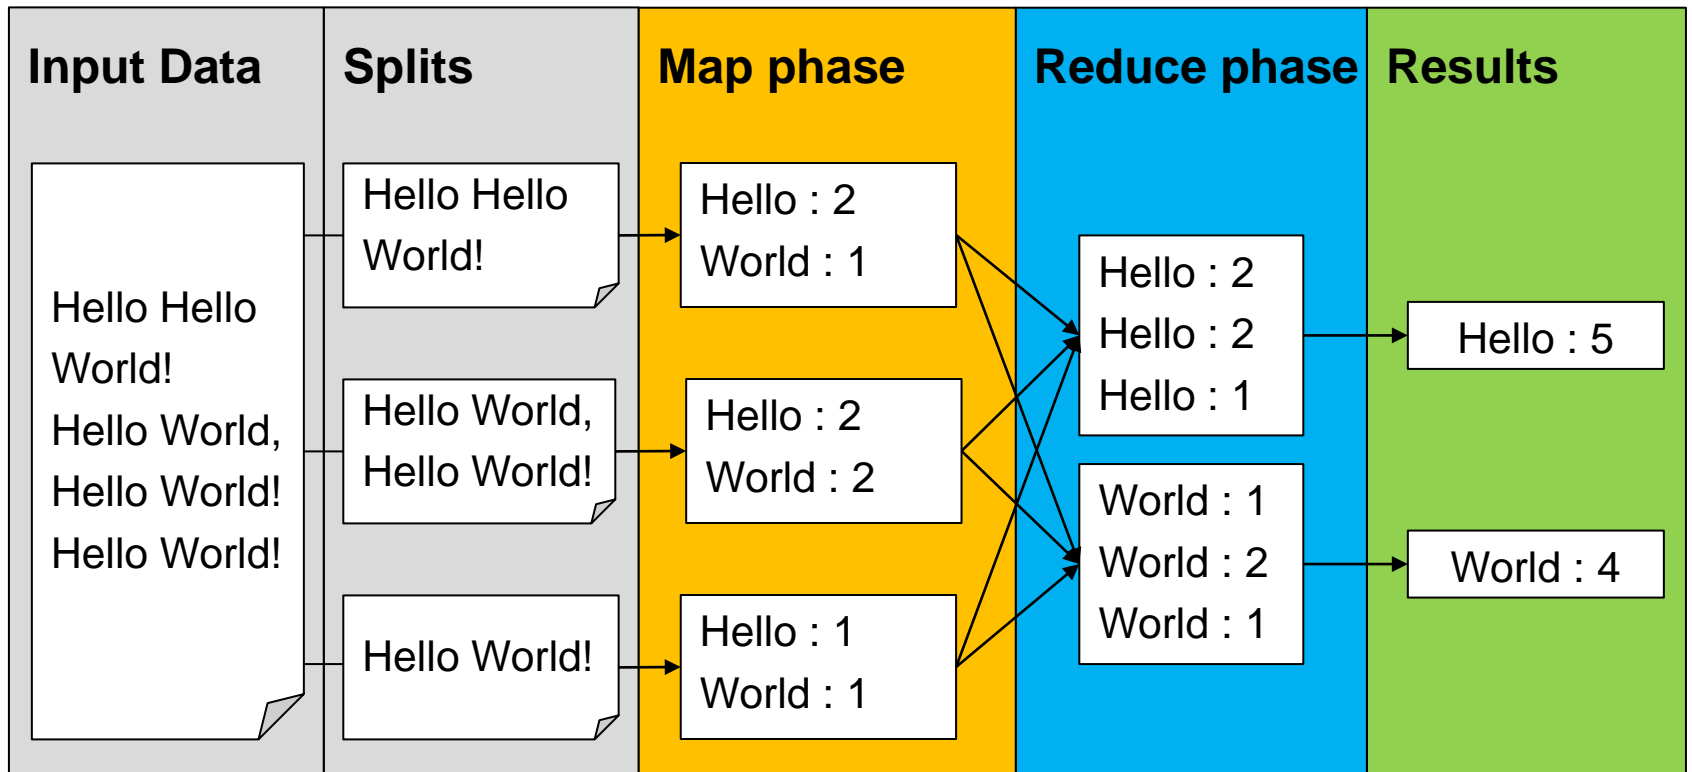 Input Data
Splits
Map phase
Reduce phase
Results
Hello Hello
World!
Hello World,
Hello World!
Hello World!
Hello Hello
World!
Hello World,
Hello World!
Hello World!
Hello : 2
World : 1
Hello : 2
World : 2
Hello : 1
World : 1
Hello : 2
Hello : 2
Hello : 1
World : 1
World : 2
World : 1
Hello : 5
World : 4